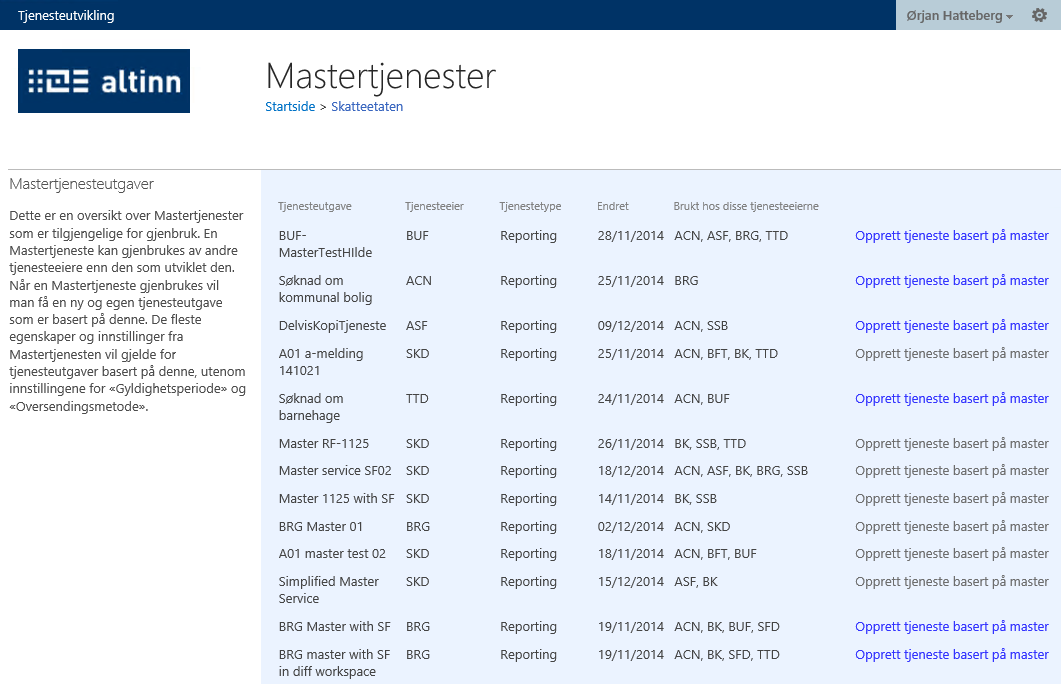 Tjenesteutvikling
Ørjan Hatteberg
altinn
Mastertjenester
Startside > Skatteetaten
Mastertjenesteutgaver
Dette er en oversikt over Mastertjenester
som er tilgjengelige for gjenbruk. En
Mastertjeneste kan gjenbrukes av andre
tjenesteeiere enn den som utviklet den.
Når en Mastertjeneste gjenbrukes vil
man få en ny og egen tjenesteutgave
som er basert på denne. De fleste
egenskaper og innstillinger fra
Mastertjenesten vil gjelde for
tjenesteutgaver basert på denne, utenom
innstillingene for «Gyldighetsperiode» og
«Oversendingsmetode».
Tjenesteutgave Tjenesteeier Tjenestetype Endret Brukt hos disse tjenesteeierne
BUF- BUF Reporting 28/11/2014 ACN, ASF, BRG, TTD Opprett tjeneste basert på master
MasterTestHIlde
Søknad om ACN Reporting 25/11/2014 BRG Opprett tjeneste basert på master
kommunal bolig
DelvisKopiTjeneste ASF Reporting 09/12/2014 ACN, SSB Opprett tjeneste basert på master
A01 a-melding SKD Reporting 25/11/2014 ACN, BFT, BK, TTD Opprett tjeneste basert på master
141021
Søknad om TTD Reporting 24/11/2014 ACN, BUF Opprett tjeneste basert på master
barnehage
Master RF-1125 SKD Reporting 26/11/2014 BK, SSB, TTD Opprett tjeneste basert på master
Master service SF02 SKD Reporting 18/12/2014 ACN, ASF, BK, BRG, SSB Opprett tjeneste basert på master
Master 1125 with SF SKD Reporting 14/11/2014 BK, SSB Opprett tjeneste basert på master
BRG Master 01 BRG Reporting 02/12/2014 ACN, SKD Opprett tjeneste basert på master
A01 master test 02 SKD Reporting 18/11/2014 ACN, BFT, BUF Opprett tjeneste basert på master
Simplified Master SKD Reporting 15/12/2014 ASF, BK Opprett tjeneste basert på master
Service
BRG Master with SF BRG Reporting 19/11/2014 ACN, BK, BUF, SFD Opprett tjeneste basert på master
BRG master with SF BRG Reporting 19/11/2014 ACN, BK, SFD, TTD Opprett tjeneste basert på master
in diff workspace